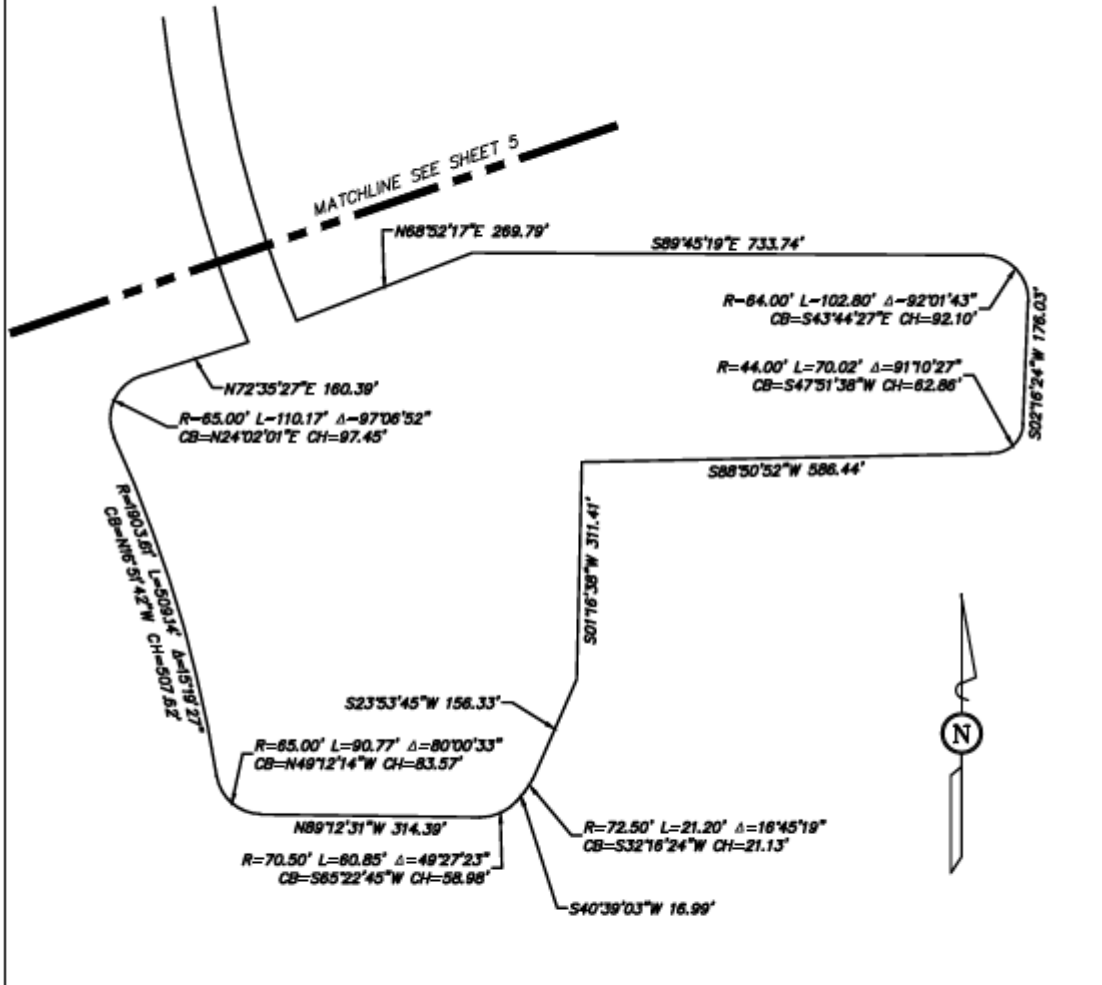 MATCHLINE SEE SHEET 5
N68°52'17"E 269.79'
S89°45'19"E 733.74'
R=64.00' L=102.80' Δ=92°01'43"
CB=S43°44'27"E CH=92.10'
S02°16'24"W 176.03'
R=44.00' L=70.02' Δ=91°10'27"
CB=S47°51'38"W CH=62.86'
N72°35'27"E 160.39'
R=65.00' L=110.17' Δ=97°06'52"
CB=N24°02'01"E CH=97.45'
S88°50'52"W 586.44'
R=1903.61' L=509.14' Δ=15°19'27"
CB=N16°51'42"W CH=507.62'
S01°16'38"W 311.41'
S23°53'45"W 156.33'
R=65.00' L=90.77' Δ=80°00'33"
CB=N49°12'14"W CH=83.57'
N
N89°12'31"W 314.39'
R=72.50' L=21.20' Δ=16°45'19"
CB=S32°16'24"W CH=21.13'
R=70.50' L=60.85' Δ=49°27'23"
CB=S65°22'45"W CH=58.98'
S40°39'03"W 16.99'